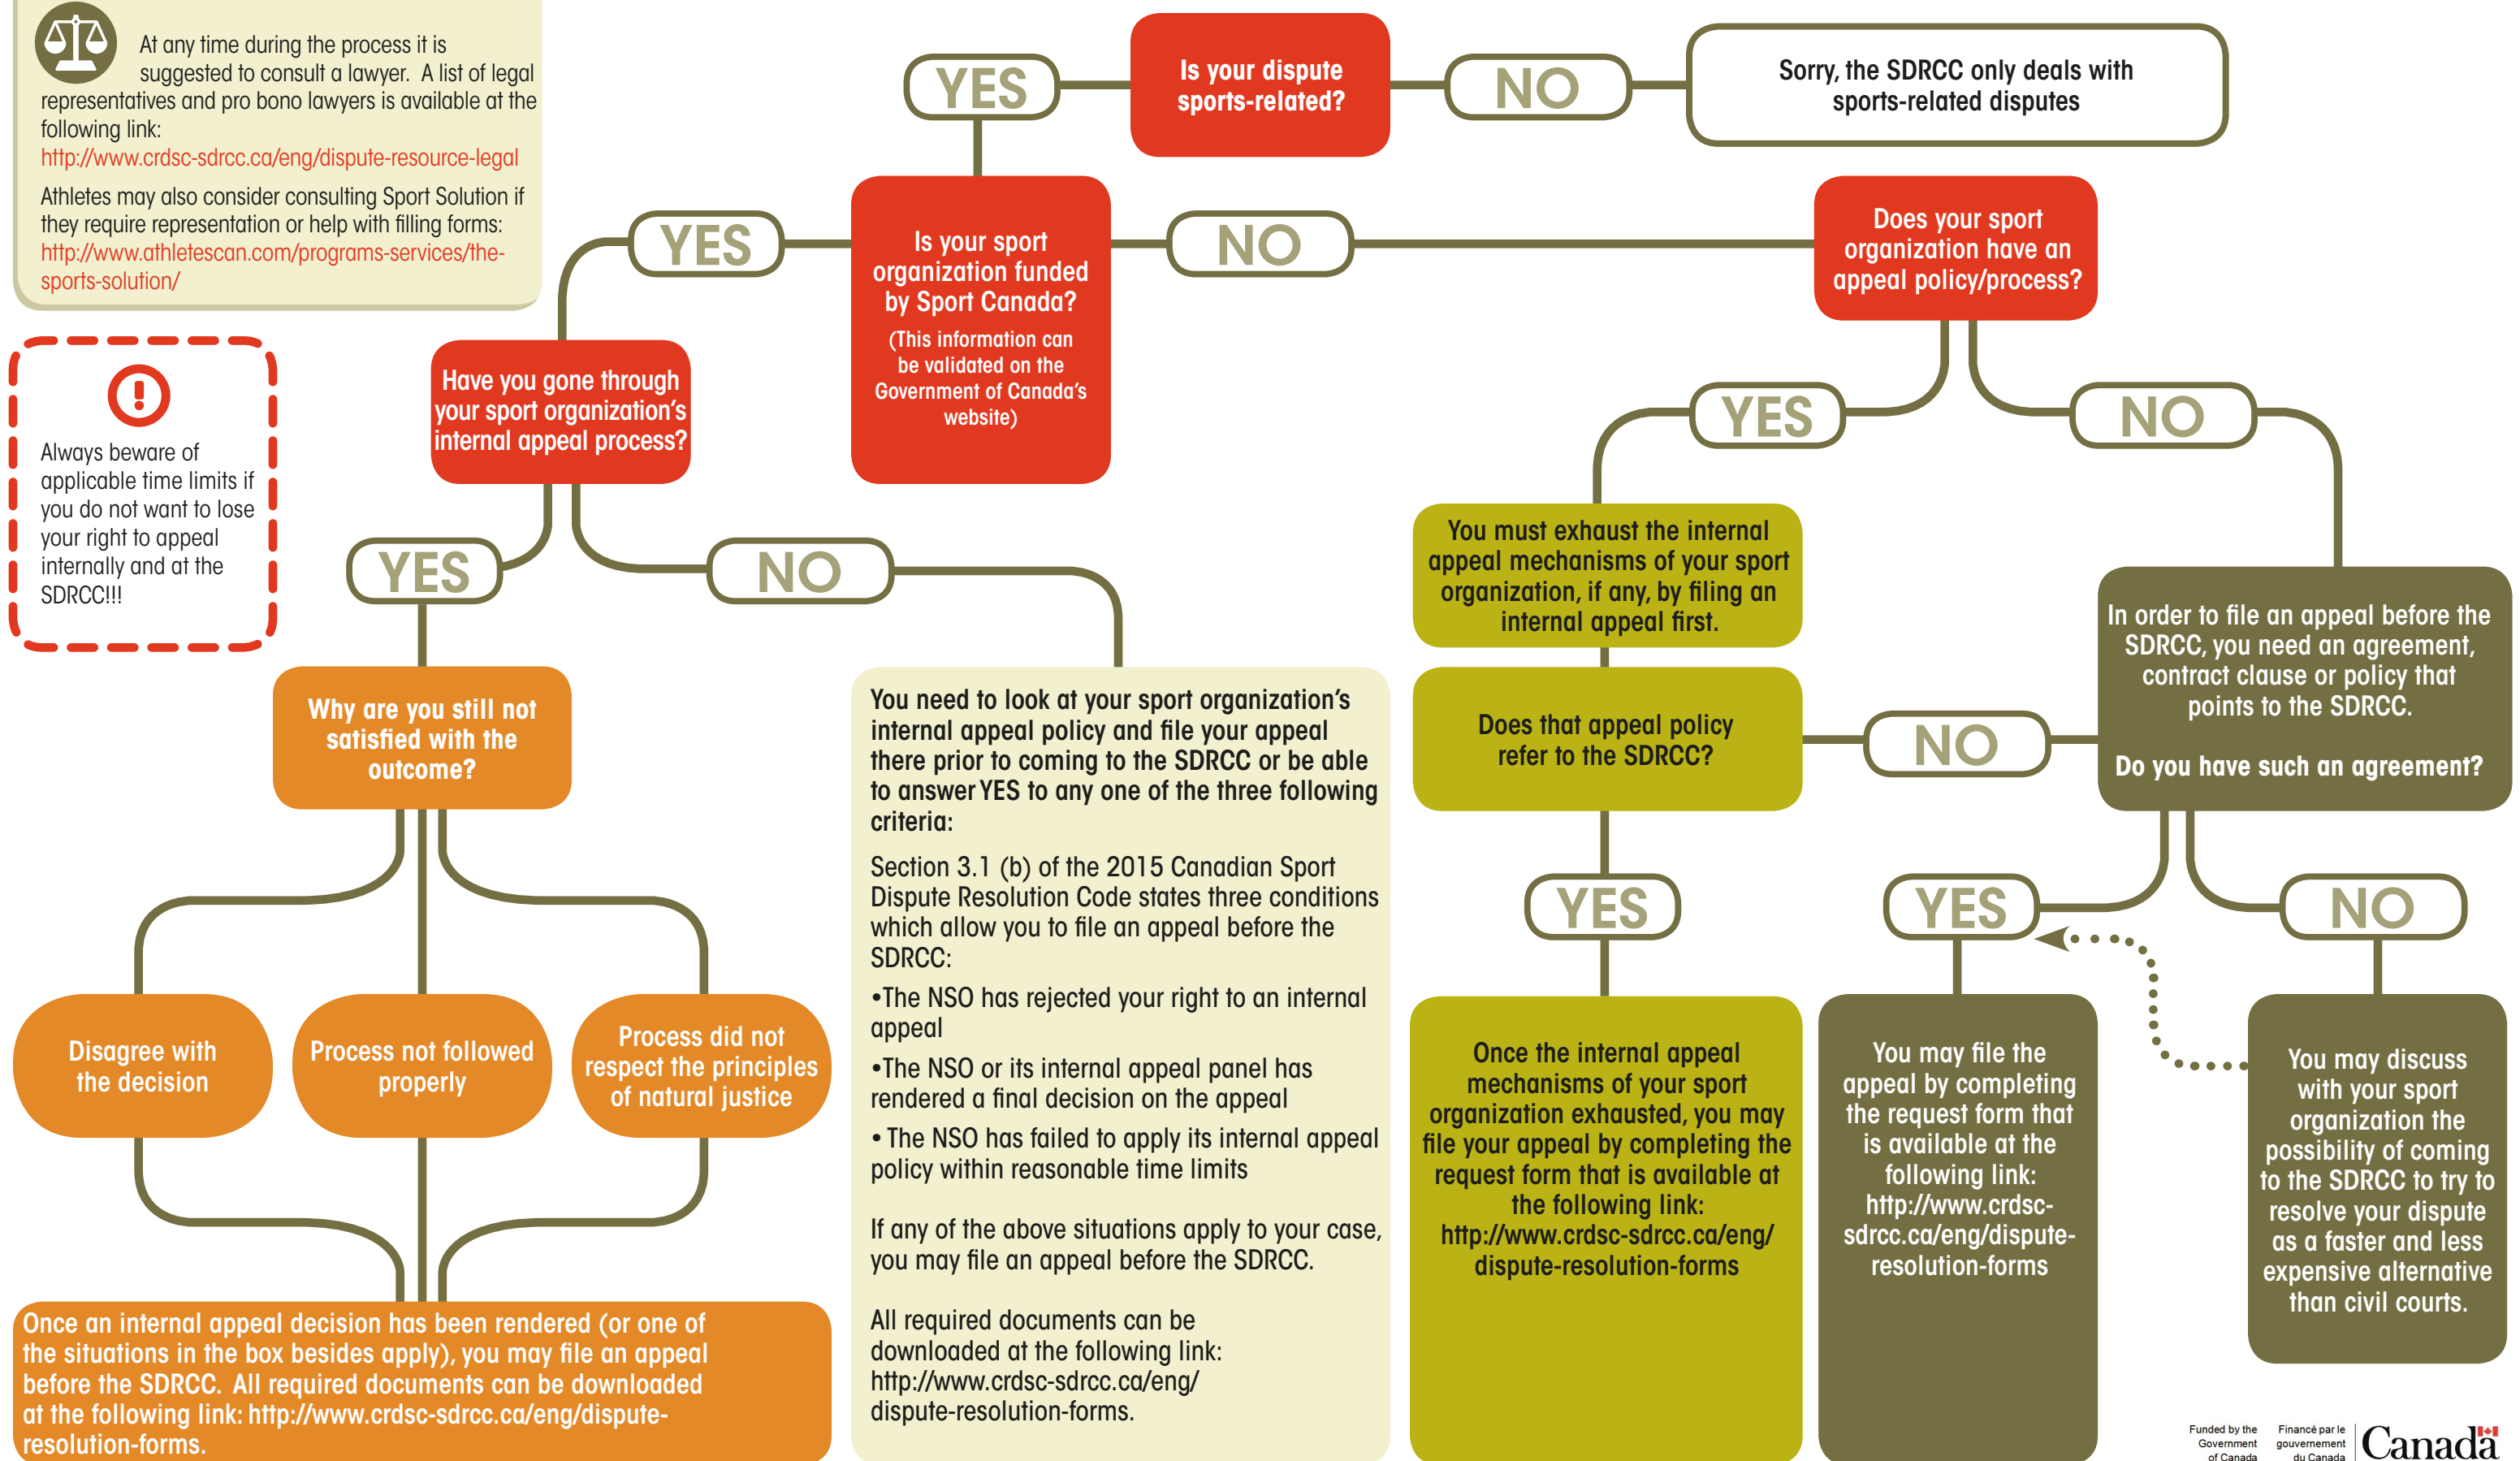 At any time during the process it is
suggested to consult a lawyer. A list of legal
representatives and pro bono lawyers is available at the
following link:
http://www.crdsc-sdrcc.ca/eng/dispute-resource-legal
Athletes may also consider consulting Sport Solution if
they require representation or help with filling forms:
http://www.athletescan.com/programs-services/the-
sports-solution/
Always beware of
applicable time limits if
you do not want to lose
your right to appeal
internally and at the
SDRCC!!!
Is your dispute
sports-related?
YES
NO
Sorry, the SDRCC only deals with
sports-related disputes
Is your sport
organization funded
by Sport Canada?
(This information can
be validated on the
Government of Canada's
website)
YES
NO
Does your sport
organization have an
appeal policy/process?
Have you gone through
your sport organization's
internal appeal process?
YES
NO
YES
NO
Why are you still not
satisfied with the
outcome?
Disagree with
the decision
Process not followed
properly
Process did not
respect the principles
of natural justice
Once an internal appeal decision has been rendered (or one of
the situations in the box besides apply), you may file an appeal
before the SDRCC. All required documents can be downloaded
at the following link: http://www.crdsc-sdrcc.ca/eng/dispute-
resolution-forms.
You need to look at your sport organization's
internal appeal policy and file your appeal
there prior to coming to the SDRCC or be able
to answer YES to any one of the three following
criteria:
Section 3.1 (b) of the 2015 Canadian Sport
Dispute Resolution Code states three conditions
which allow you to file an appeal before the
SDRCC:
•The NSO has rejected your right to an internal
appeal
•The NSO or its internal appeal panel has
rendered a final decision on the appeal
• The NSO has failed to apply its internal appeal
policy within reasonable time limits
If any of the above situations apply to your case,
you may file an appeal before the SDRCC.
All required documents can be
downloaded at the following link:
http://www.crdsc-sdrcc.ca/eng/
dispute-resolution-forms.
You must exhaust the internal
appeal mechanisms of your sport
organization, if any, by filing an
internal appeal first.
Does that appeal policy
refer to the SDRCC?
NO
YES
Once the internal appeal
mechanisms of your sport
organization exhausted, you may
file your appeal by completing the
request form that is available at
the following link:
http://www.crdsc-sdrcc.ca/eng/
dispute-resolution-forms
In order to file an appeal before the
SDRCC, you need an agreement,
contract clause or policy that
points to the SDRCC.
Do you have such an agreement?
YES
NO
You may file the
appeal by completing
the request form that
is available at the
following link:
http://www.crdsc-
sdrcc.ca/eng/dispute-
resolution-forms
You may discuss
with your sport
organization the
possibility of coming
to the SDRCC to try to
resolve your dispute
as a faster and less
expensive alternative
than civil courts.
Funded by the
Government
of Canada
Financé par le
gouvernement
du Canada
Canada